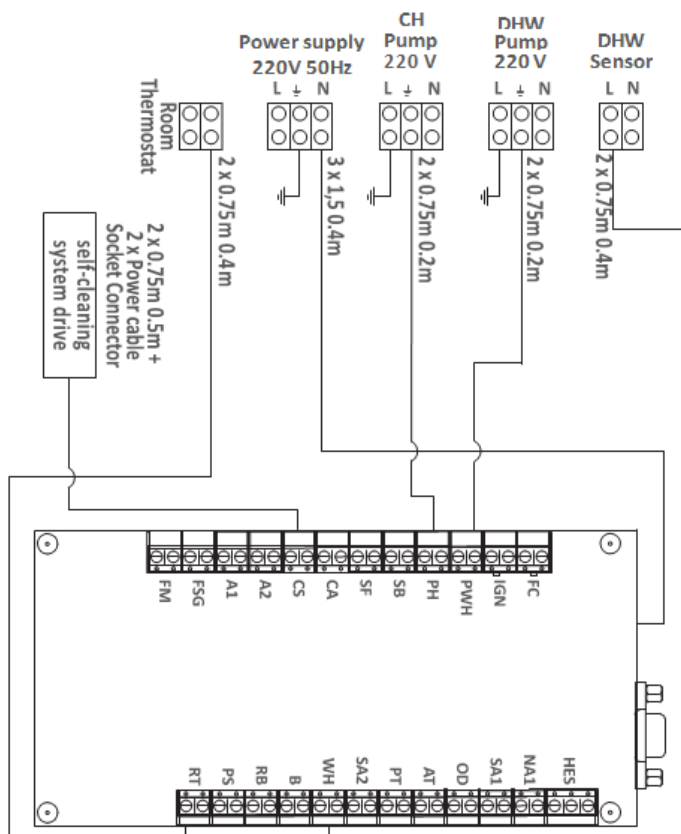 Power supply
220V 50Hz
L ⏚ N
CH
Pump
220 V
L ⏚ N
DHW
Pump
220 V
L ⏚ N
DHW
Sensor
L N
Room
Thermostat
2 x 0.75m 0.4m
3 x 1,5 0.4m
2 x 0.75m 0.2m
2 x 0.75m 0.2m
2 x 0.75m 0.4m
2 x 0.75m 0.5m +
2 x Power cable
Socket Connector
self-cleaning
system drive
FM FSG A1 A2 CS CA SF SB PH PWH IGN FC
RT PS RB B WH SA2 PT AT OD SA1 NA1 HES